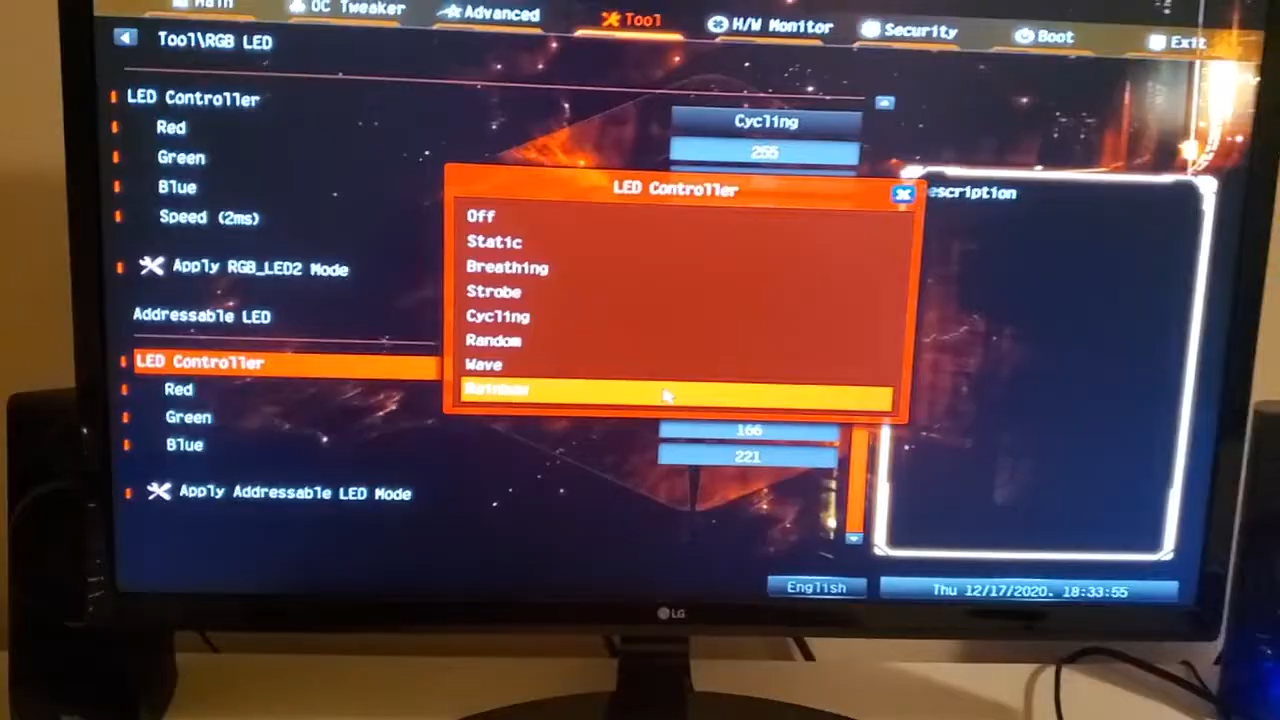 Main OC Tweaker Advanced Tool H/W Monitor Security Boot Exit
Tool\RGB LED
LED Controller Cycling
Red 255
Green
Blue
Speed (2ms)
Apply RGB_LED2 Mode
Addressable LED
LED Controller
Red
Green 166
Blue 221
Apply Addressable LED Mode
LED Controller
Off
Static
Breathing
Strobe
Cycling
Random
Wave
Rainbow
escription
English Thu 12/17/2020. 18:33:55
LG